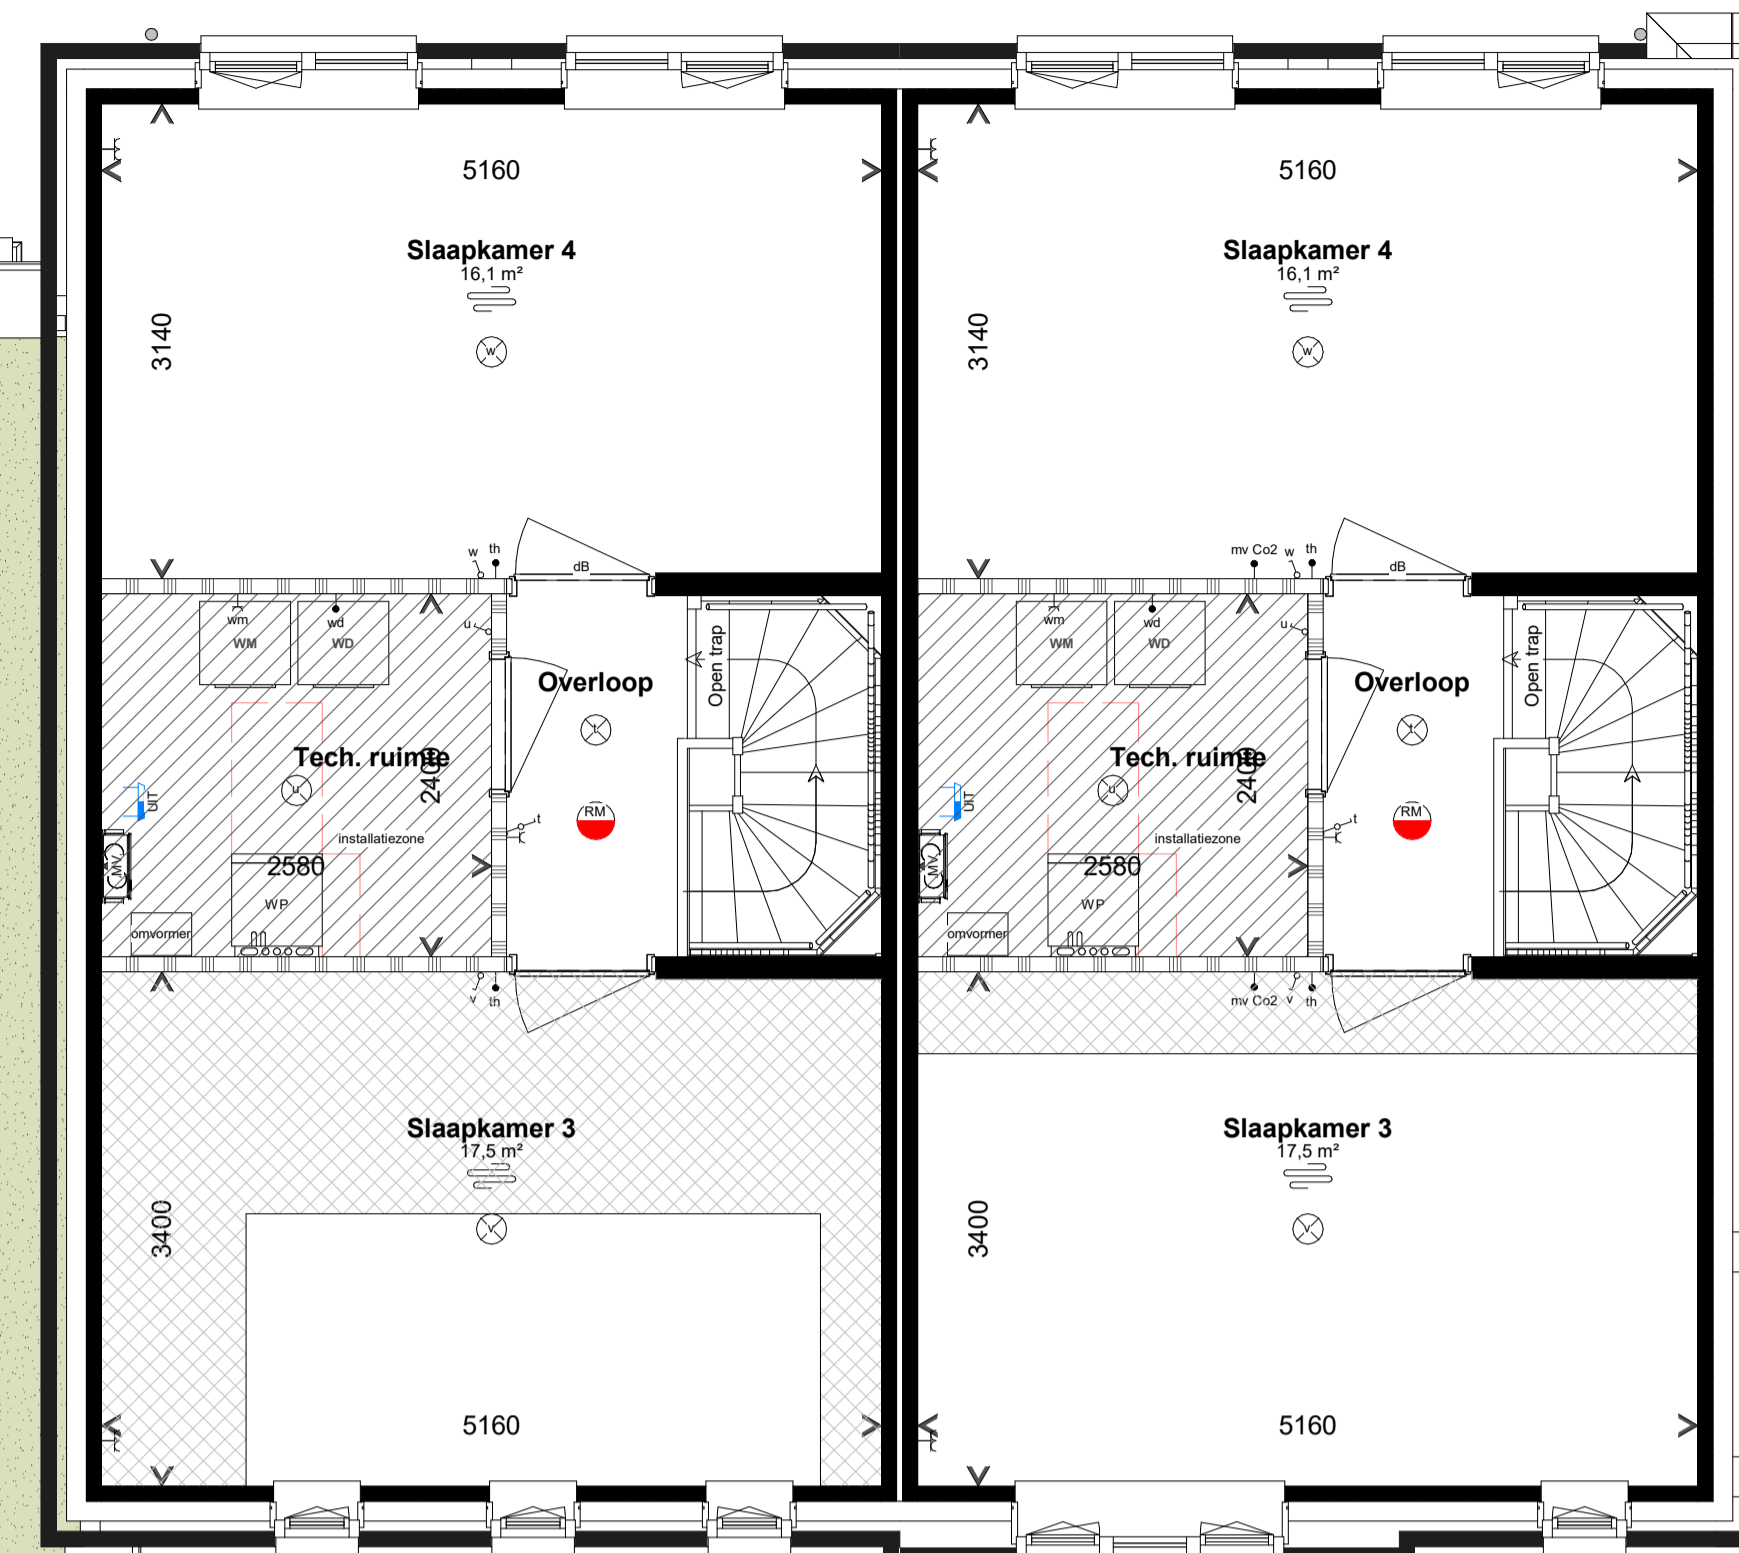 5160
Slaapkamer 4
16,1 m²
3140
w
w
th
dB
wm
wd
WM
WD
u
Open trap
Overloop
t
Tech. ruimte
2400
u
UIT
RM
t
installatiezone
MV
2580
WP
omvormer
v
th
Slaapkamer 3
17,5 m²
3400
v
5160
5160
Slaapkamer 4
16,1 m²
3140
w
mv Co2
w
th
dB
wm
wd
WM
WD
u
Open trap
Overloop
t
Tech. ruimte
2400
u
UIT
RM
t
installatiezone
MV
2580
WP
omvormer
mv Co2
v
th
Slaapkamer 3
17,5 m²
3400
v
5160